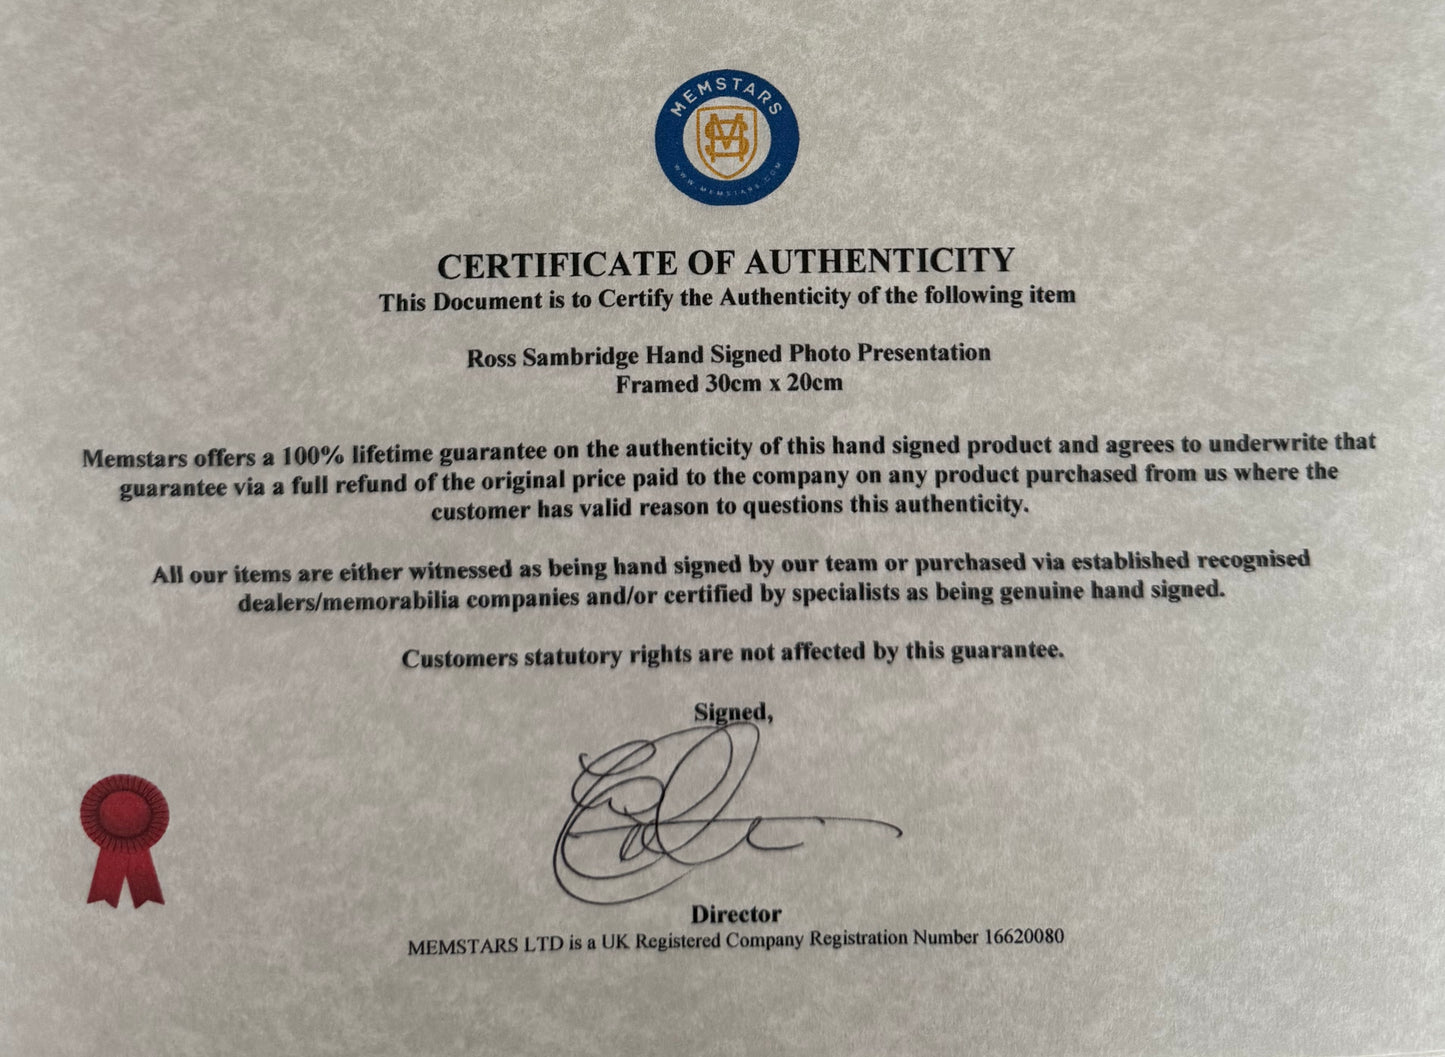 MEMSTARS
MS
WWW.MEMSTARS.COM
CERTIFICATE OF AUTHENTICITY
This Document is to Certify the Authenticity of the following item
Ross Sambridge Hand Signed Photo Presentation
Framed 30cm x 20cm
Memstars offers a 100% lifetime guarantee on the authenticity of this hand signed product and agrees to underwrite that
guarantee via a full refund of the original price paid to the company on any product purchased from us where the
customer has valid reason to questions this authenticity.
All our items are either witnessed as being hand signed by our team or purchased via established recognised
dealers/memorabilia companies and/or certified by specialists as being genuine hand signed.
Customers statutory rights are not affected by this guarantee.
Signed,
Director
MEMSTARS LTD is a UK Registered Company Registration Number 16620080